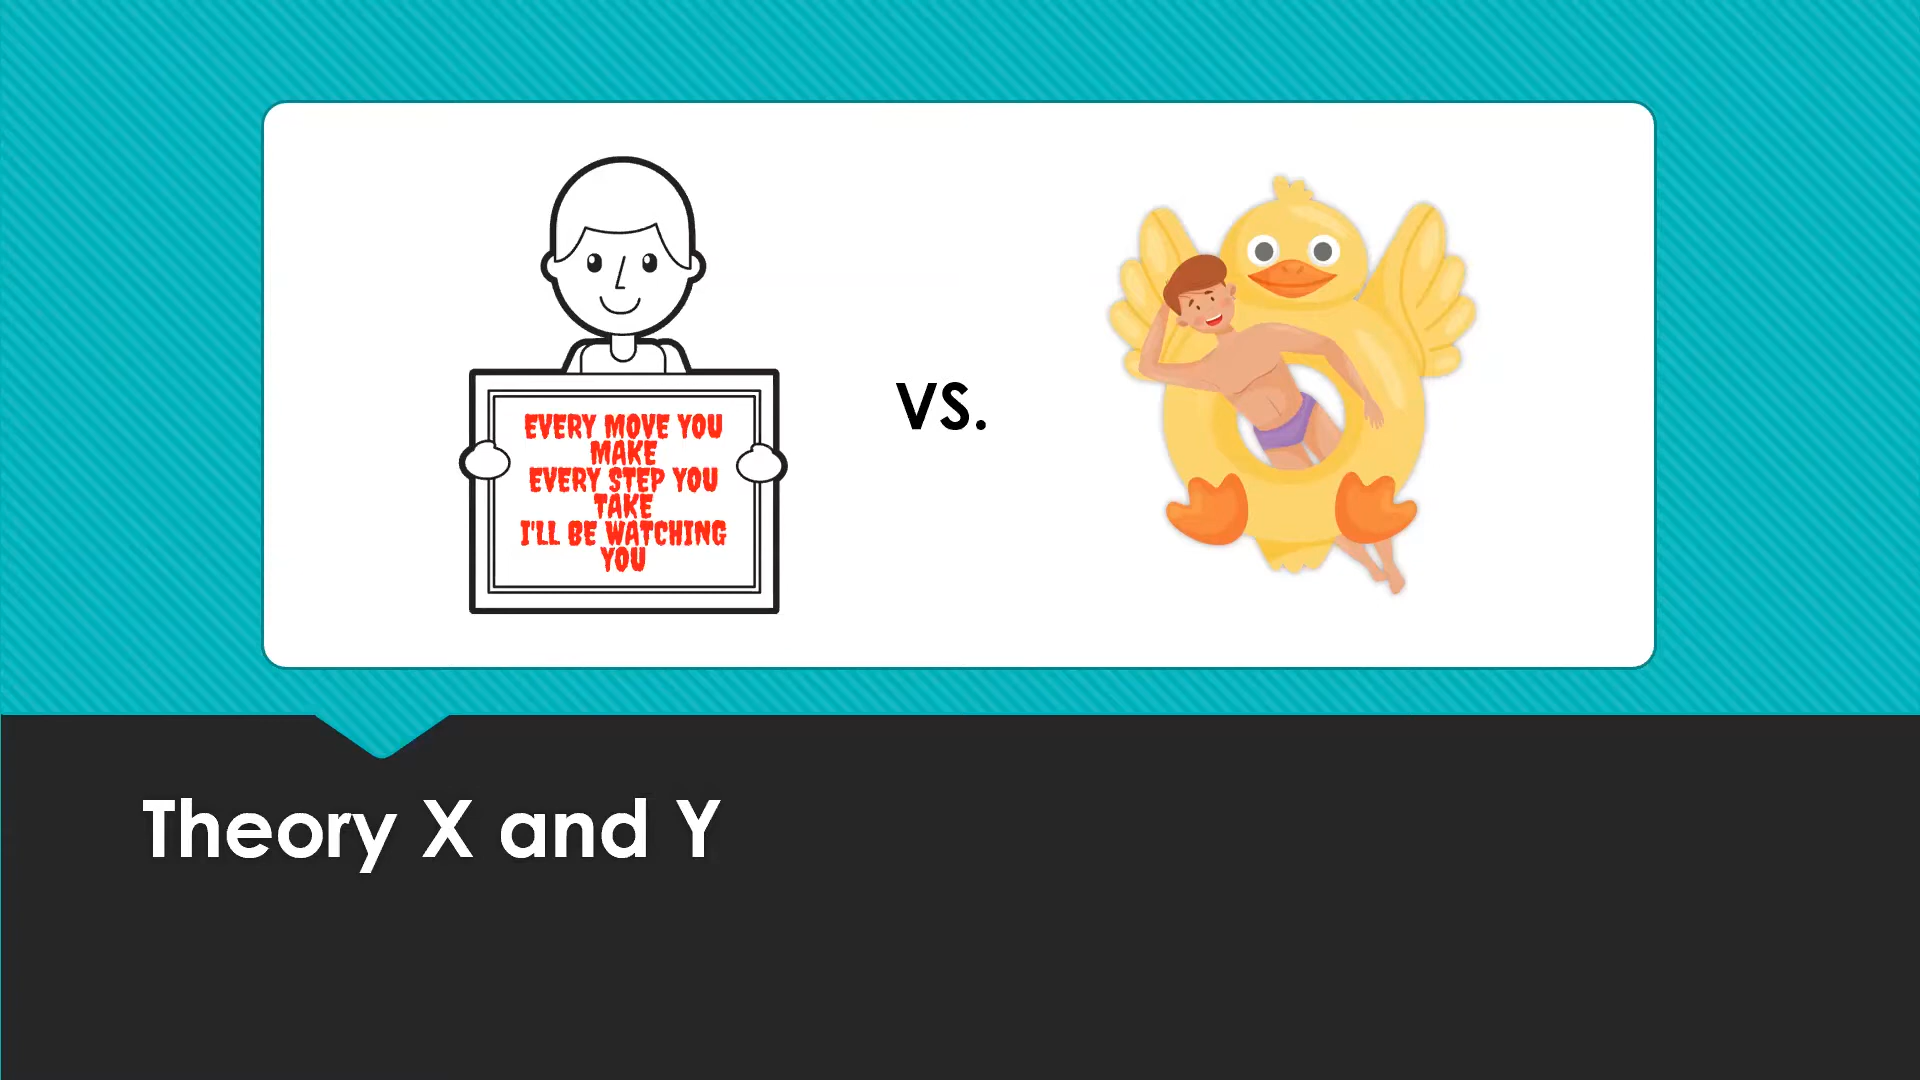 EVERY MOVE YOU
MAKE
EVERY STEP YOU
TAKE
I'LL BE WATCHING
YOU
VS.
Theory X and Y